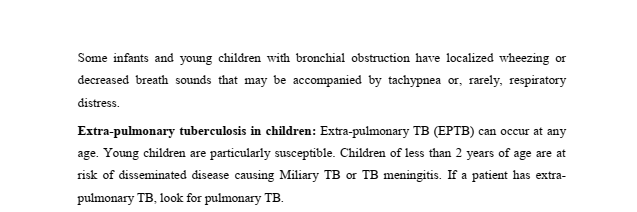 Some infants and young children with bronchial obstruction have localized wheezing or
decreased breath sounds that may be accompanied by tachypnea or, rarely, respiratory
distress.
Extra-pulmonary tuberculosis in children: Extra-pulmonary TB (EPTB) can occur at any
age. Young children are particularly susceptible. Children of less than 2 years of age are at
risk of disseminated disease causing Miliary TB or TB meningitis. If a patient has extra-
pulmonary TB, look for pulmonary TB.